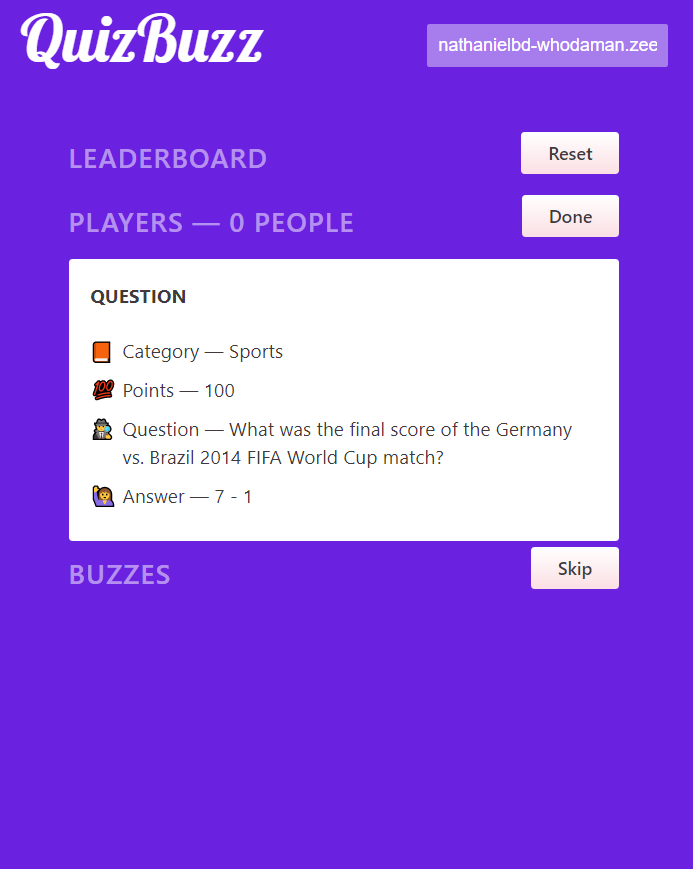 QuizBuzz
nathanielbd-whodaman.zee
LEADERBOARD
Reset
PLAYERS — 0 PEOPLE
Done
QUESTION
Category — Sports
💯 Points — 100
Question — What was the final score of the Germany
vs. Brazil 2014 FIFA World Cup match?
Answer — 7 - 1
BUZZES
Skip